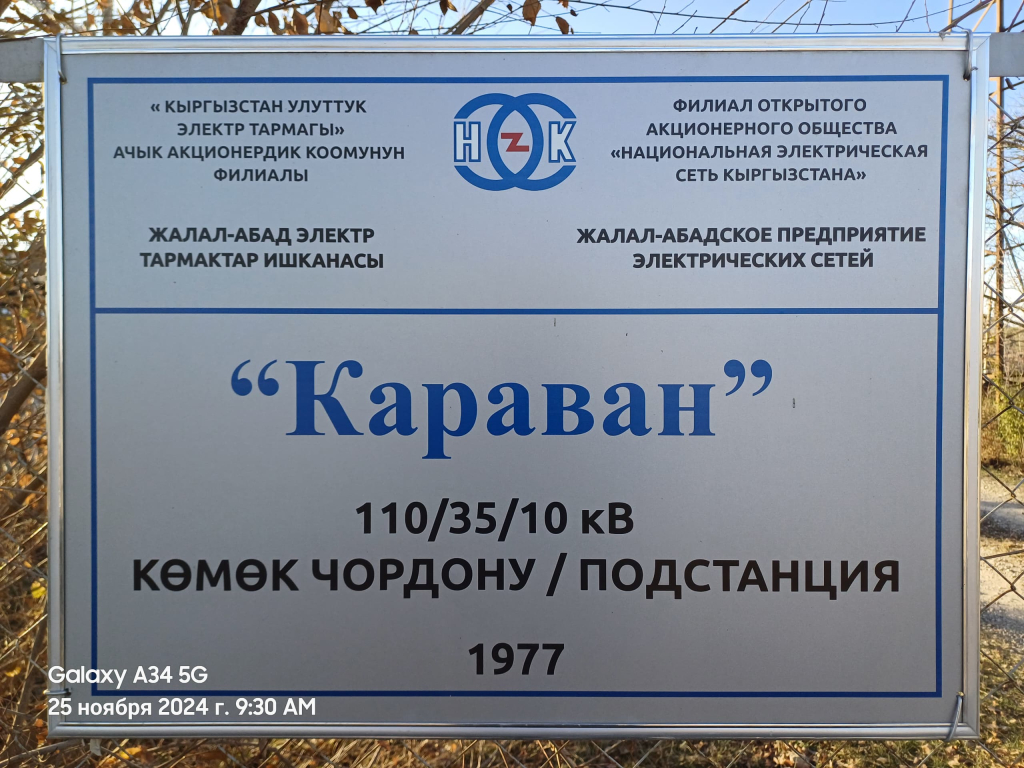 « КЫРГЫЗСТАН УЛУТТУК
ЭЛЕКТР ТАРМАГЫ»
АЧЫК АКЦИОНЕРДИК КООМУНУН
ФИЛИАЛЫ
ЖАЛАЛ-АБАД ЭЛЕКТР
ТАРМАКТАР ИШКАНАСЫ
Н Z К
ФИЛИАЛ ОТКРЫТОГО
АКЦИОНЕРНОГО ОБЩЕСТВА
«НАЦИОНАЛЬНАЯ ЭЛЕКТРИЧЕСКАЯ
СЕТЬ КЫРГЫЗСТАНА»
ЖАЛАЛ-АБАДСКОЕ ПРЕДПРИЯТИЕ
ЭЛЕКТРИЧЕСКИХ СЕТЕЙ
“Караван”
110/35/10 кВ
КӨМӨК ЧОРДОНУ / ПОДСТАНЦИЯ
1977
Galaxy A34 5G
25 ноября 2024 г. 9:30 AM